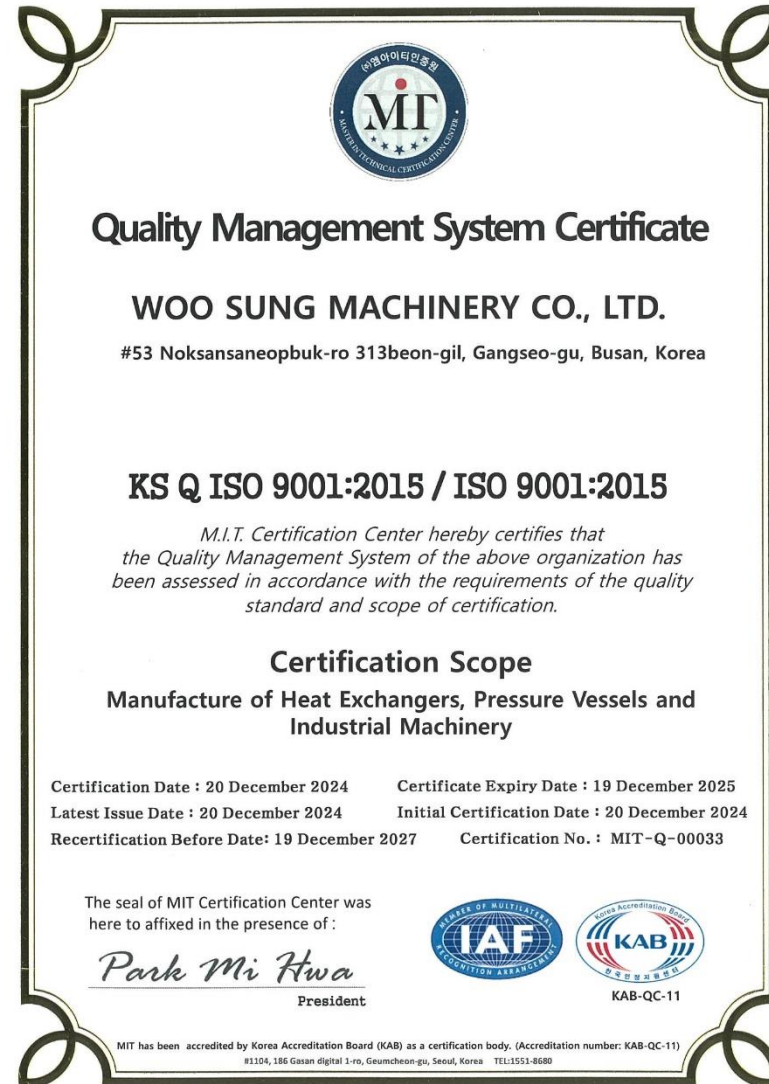 (주)엠아이티인증원
MIT
MASTER IN TECHNICAL CERTIFICATION CENTER
Quality Management System Certificate
WOO SUNG MACHINERY CO., LTD.
#53 Noksansaneopbuk-ro 313beon-gil, Gangseo-gu, Busan, Korea
KS Q ISO 9001:2015 / ISO 9001:2015
M.I.T. Certification Center hereby certifies that
the Quality Management System of the above organization has
been assessed in accordance with the requirements of the quality
standard and scope of certification.
Certification Scope
Manufacture of Heat Exchangers, Pressure Vessels and
Industrial Machinery
Certification Date : 20 December 2024 Certificate Expiry Date : 19 December 2025
Latest Issue Date : 20 December 2024 Initial Certification Date : 20 December 2024
Recertification Before Date: 19 December 2027 Certification No. : MIT-Q-00033
The seal of MIT Certification Center was
here to affixed in the presence of :
Park Mi Hwa
President
MEMBER OF MULTILATERAL
IAF
RECOGNITION ARRANGEMENT
Korea Accreditation Board
KAB
한국인정지원센터
KAB-QC-11
MIT has been accredited by Korea Accreditation Board (KAB) as a certification body. (Accreditation number: KAB-QC-11)
#1104, 186 Gasan digital 1-ro, Geumcheon-gu, Seoul, Korea TEL:1551-8680